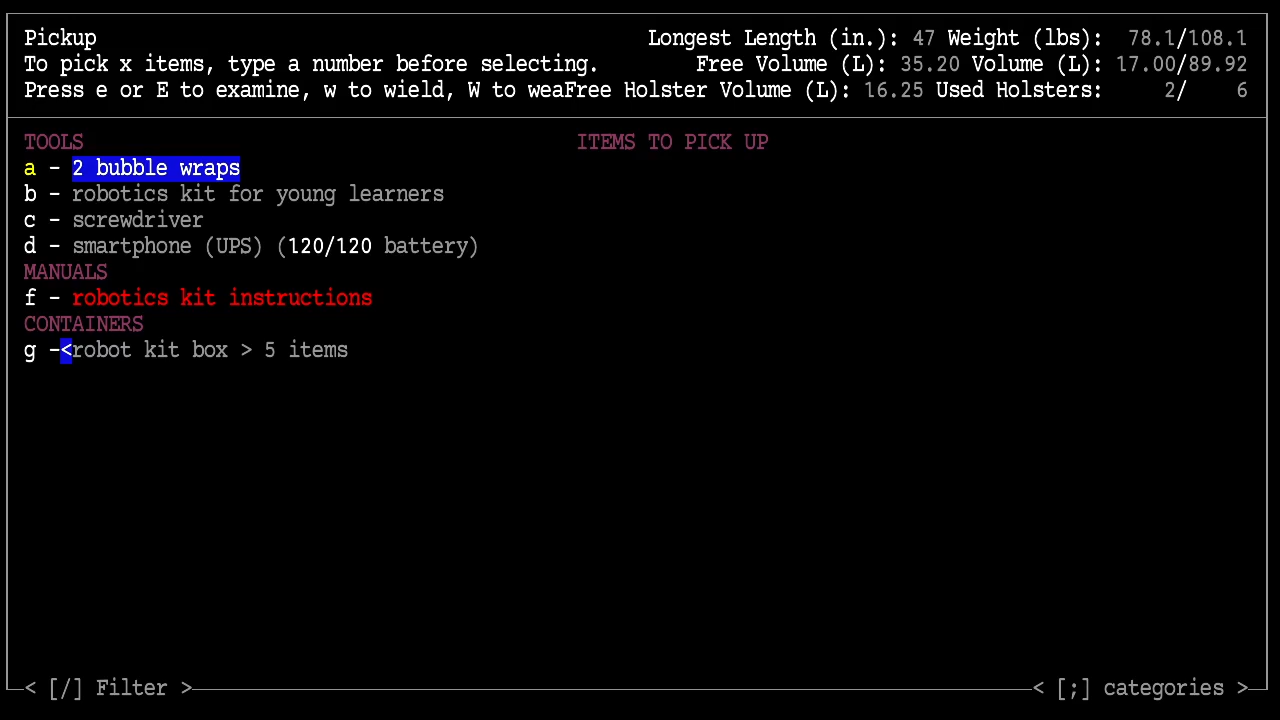 Pickup Longest Length (in.): 47 Weight (lbs): 78.1/108.1
To pick x items, type a number before selecting. Free Volume (L): 35.20 Volume (L): 17.00/89.92
Press e or E to examine, w to wield, W to weaFree Holster Volume (L): 16.25 Used Holsters: 2/ 6
TOOLS ITEMS TO PICK UP
a - 2 bubble wraps
b - robotics kit for young learners
c - screwdriver
d - smartphone (UPS) (120/120 battery)
MANUALS
f - robotics kit instructions
CONTAINERS
g -<robot kit box > 5 items
< [/] Filter > < [;] categories >